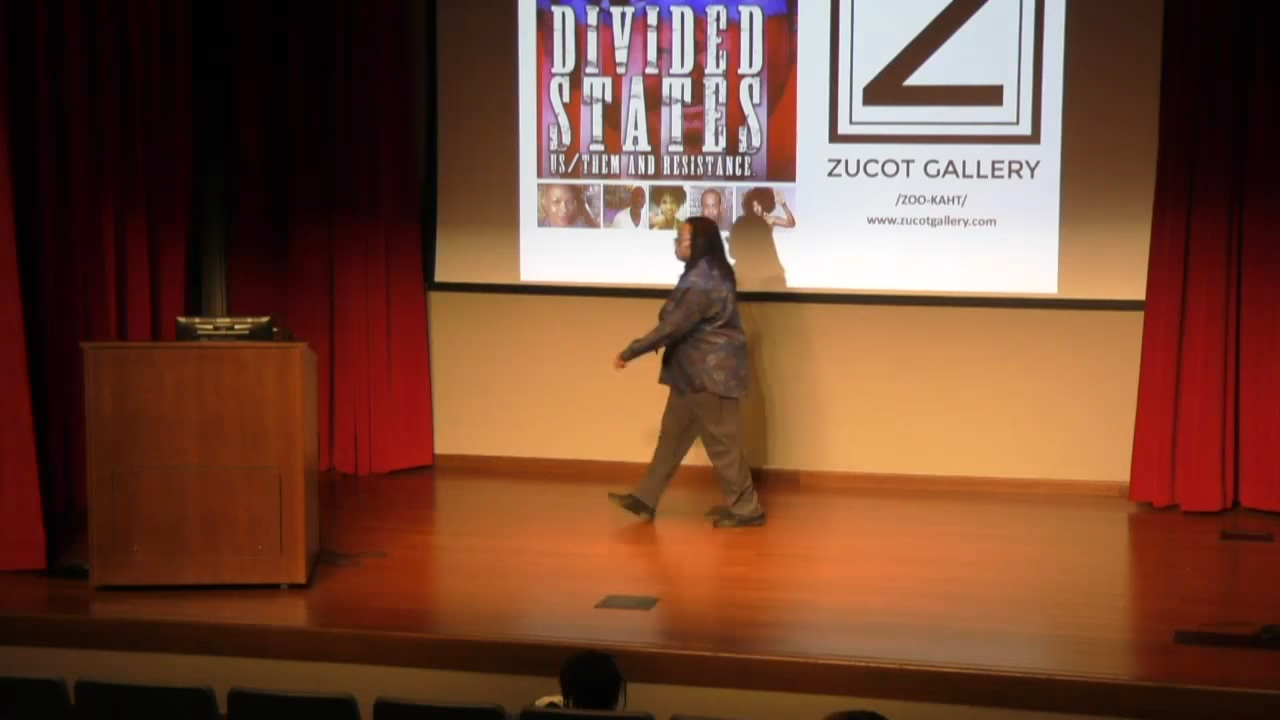 DIVIDED
STATES
US/THEM AND RESISTANCE
Z
ZUCOT GALLERY
/ZOO-KAHT/
www.zucotgallery.com